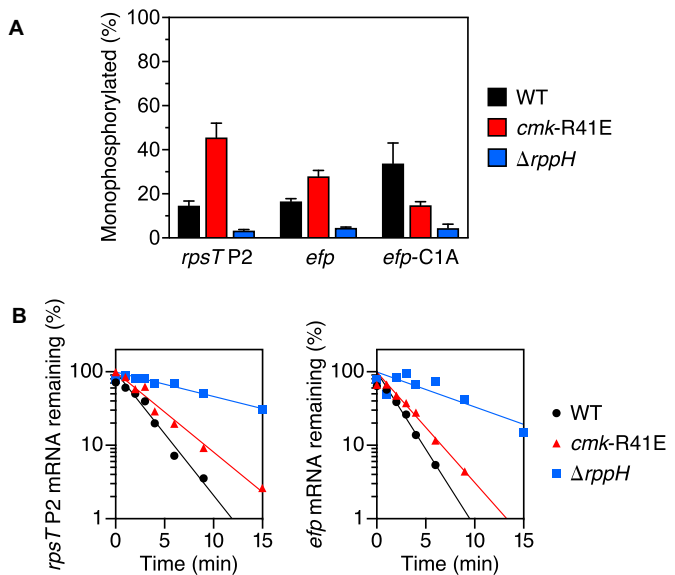 A
Monophosphorylated (%)
100
80
60
40
20
0
rpsT P2
efp
efp-C1A
WT
cmk-R41E
ΔrppH
B
rpsT P2 mRNA remaining (%)
100
10
1
0
5
10
15
Time (min)
efp mRNA remaining (%)
100
10
1
0
5
10
15
Time (min)
WT
cmk-R41E
ΔrppH